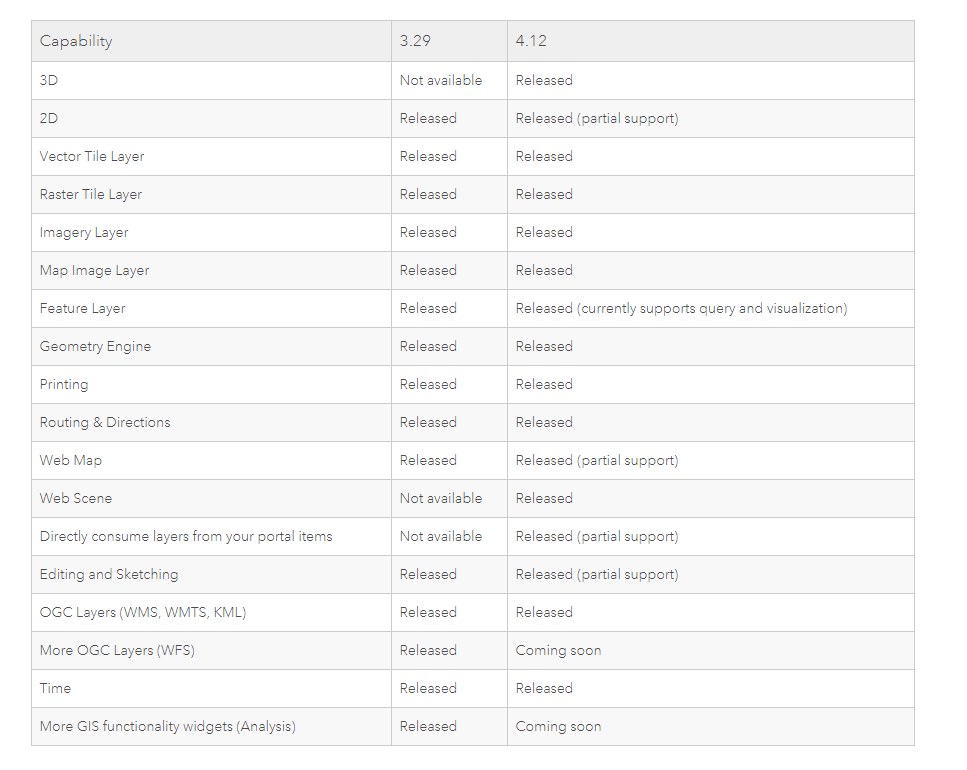 Capability 3.29 4.12
3D Not available Released
2D Released Released (partial support)
Vector Tile Layer Released Released
Raster Tile Layer Released Released
Imagery Layer Released Released
Map Image Layer Released Released
Feature Layer Released Released (currently supports query and visualization)
Geometry Engine Released Released
Printing Released Released
Routing & Directions Released Released
Web Map Released Released (partial support)
Web Scene Not available Released
Directly consume layers from your portal items Not available Released (partial support)
Editing and Sketching Released Released (partial support)
OGC Layers (WMS, WMTS, KML) Released Released
More OGC Layers (WFS) Released Coming soon
Time Released Released
More GIS functionality widgets (Analysis) Released Coming soon